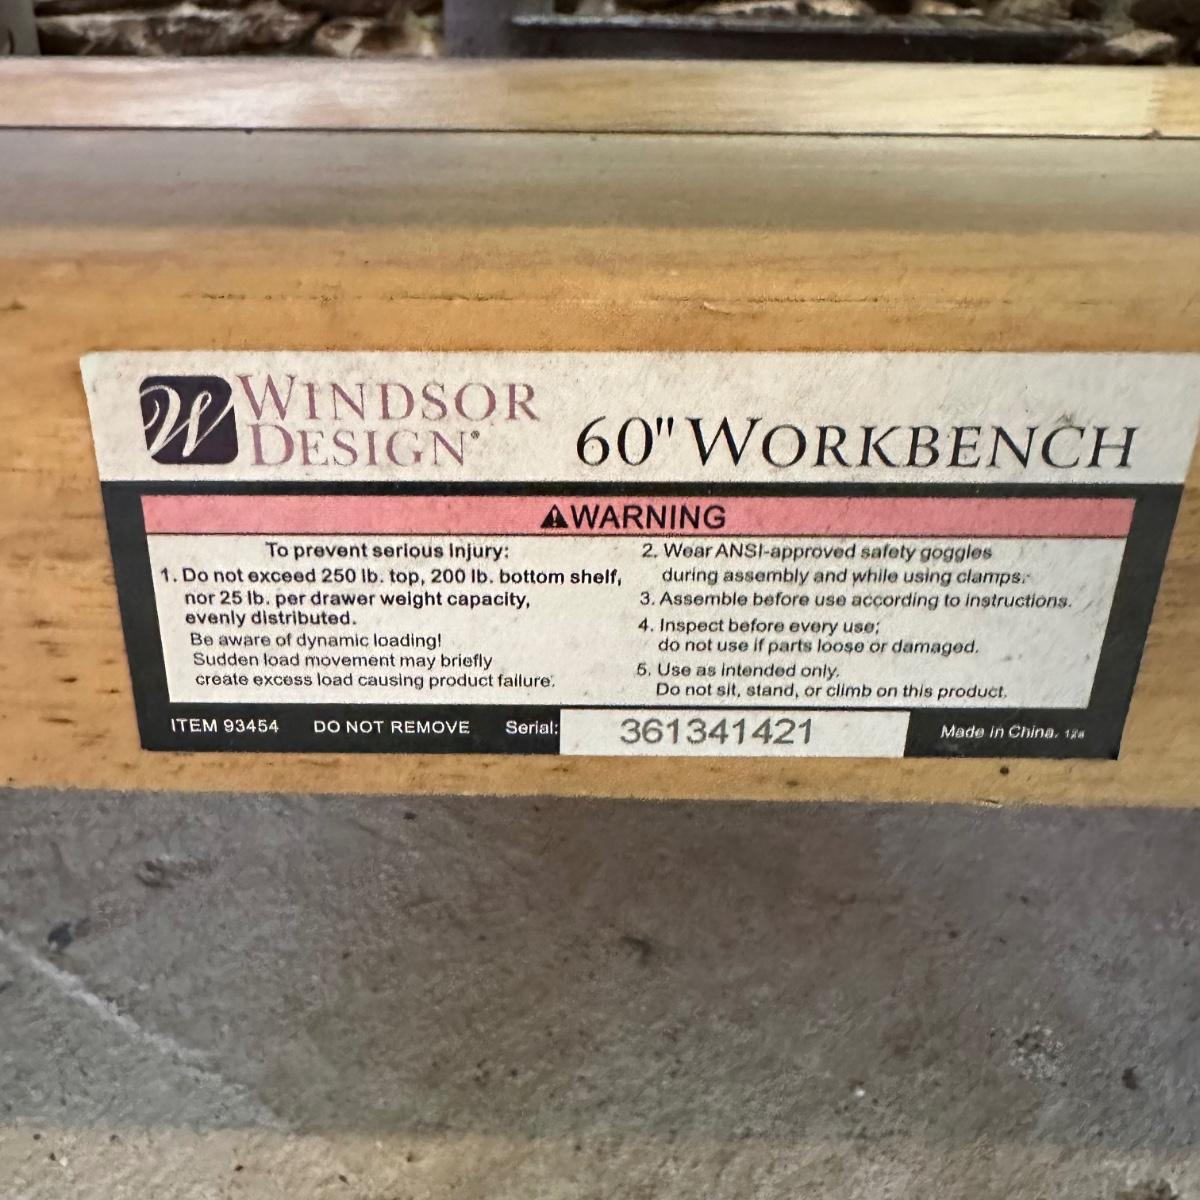 W WINDSOR
DESIGN®
60" WORKBENCH
⚠WARNING
To prevent serious Injury:
1. Do not exceed 250 lb. top, 200 lb. bottom shelf,
nor 25 lb. per drawer weight capacity,
evenly distributed.
Be aware of dynamic loading!
Sudden load movement may briefly
create excess load causing product failure.
2. Wear ANSI-approved safety goggles
during assembly and while using clamps.
3. Assemble before use according to instructions.
4. Inspect before every use;
do not use if parts loose or damaged.
5. Use as intended only.
Do not sit, stand, or climb on this product.
ITEM 93454 DO NOT REMOVE Serial: 361341421 Made in China.